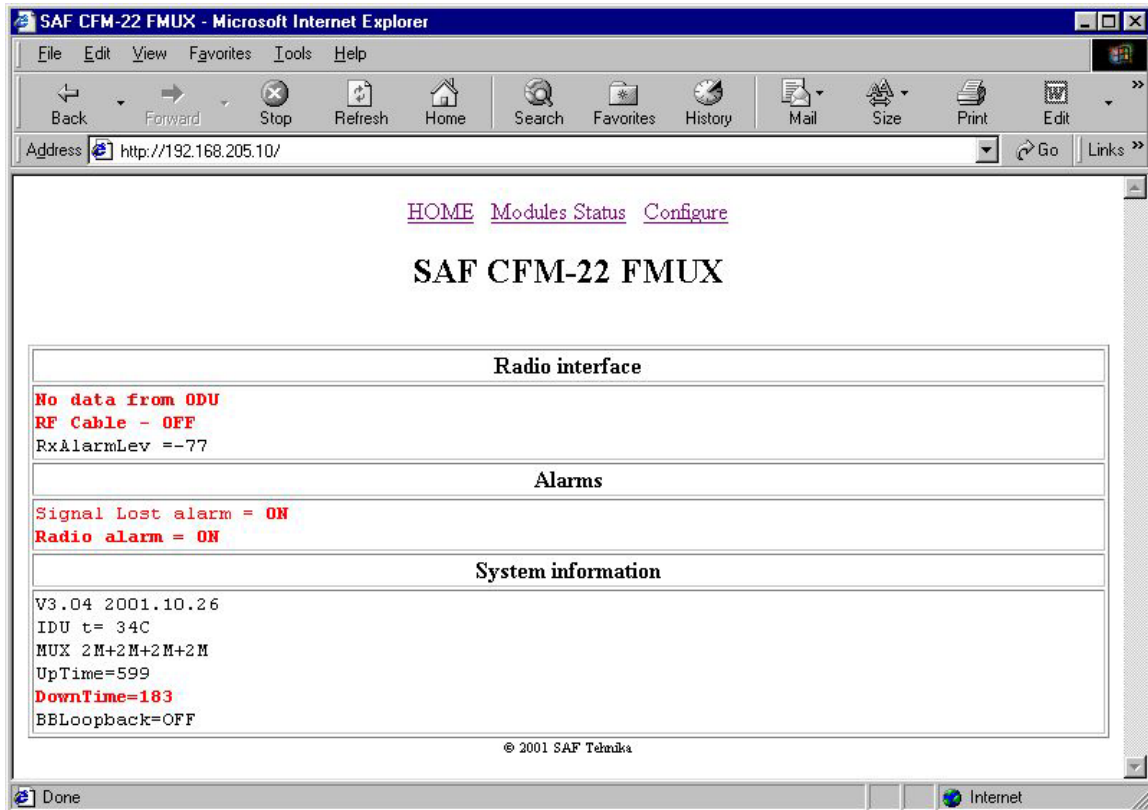 SAF CFM-22 FMUX - Microsoft Internet Explorer
File Edit View Favorites Tools Help
Back Forward Stop Refresh Home Search Favorites History Mail Size Print Edit »
Address http://192.168.205.10/ Go Links »
HOME Modules Status Configure
SAF CFM-22 FMUX
Radio interface
No data from ODU
RF Cable - OFF
RxAlarmLev =-77
Alarms
Signal Lost alarm = ON
Radio alarm = ON
System information
V3.04 2001.10.26
IDU t= 34C
MUX 2M+2M+2M+2M
UpTime=599
DownTime=183
BBLoopback=OFF
© 2001 SAF Tehnika
Done Internet